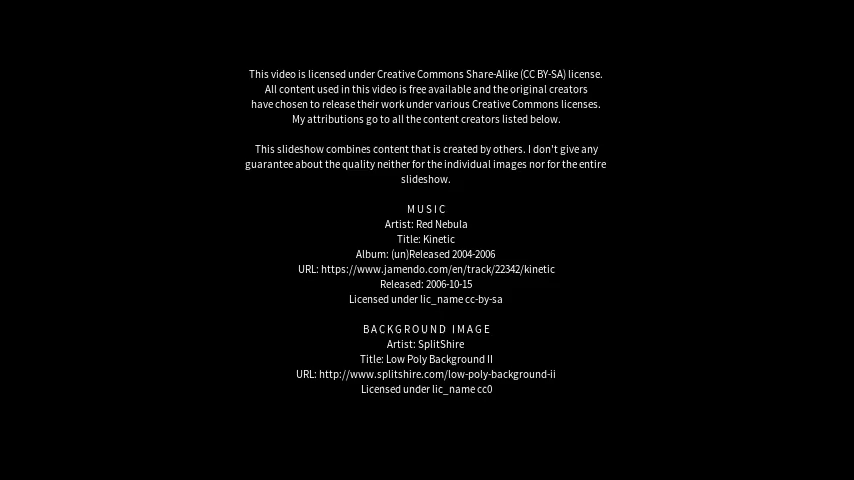 This video is licensed under Creative Commons Share-Alike (CC BY-SA) license.
All content used in this video is free available and the original creators
have chosen to release their work under various Creative Commons licenses.
My attributions go to all the content creators listed below.
This slideshow combines content that is created by others. I don't give any
guarantee about the quality neither for the individual images nor for the entire
slideshow.
MUSIC
Artist: Red Nebula
Title: Kinetic
Album: (un)Released 2004-2006
URL: https://www.jamendo.com/en/track/22342/kinetic
Released: 2006-10-15
Licensed under lic_name cc-by-sa
BACKGROUND IMAGE
Artist: SplitShire
Title: Low Poly Background II
URL: http://www.splitshire.com/low-poly-background-ii
Licensed under lic_name cc0